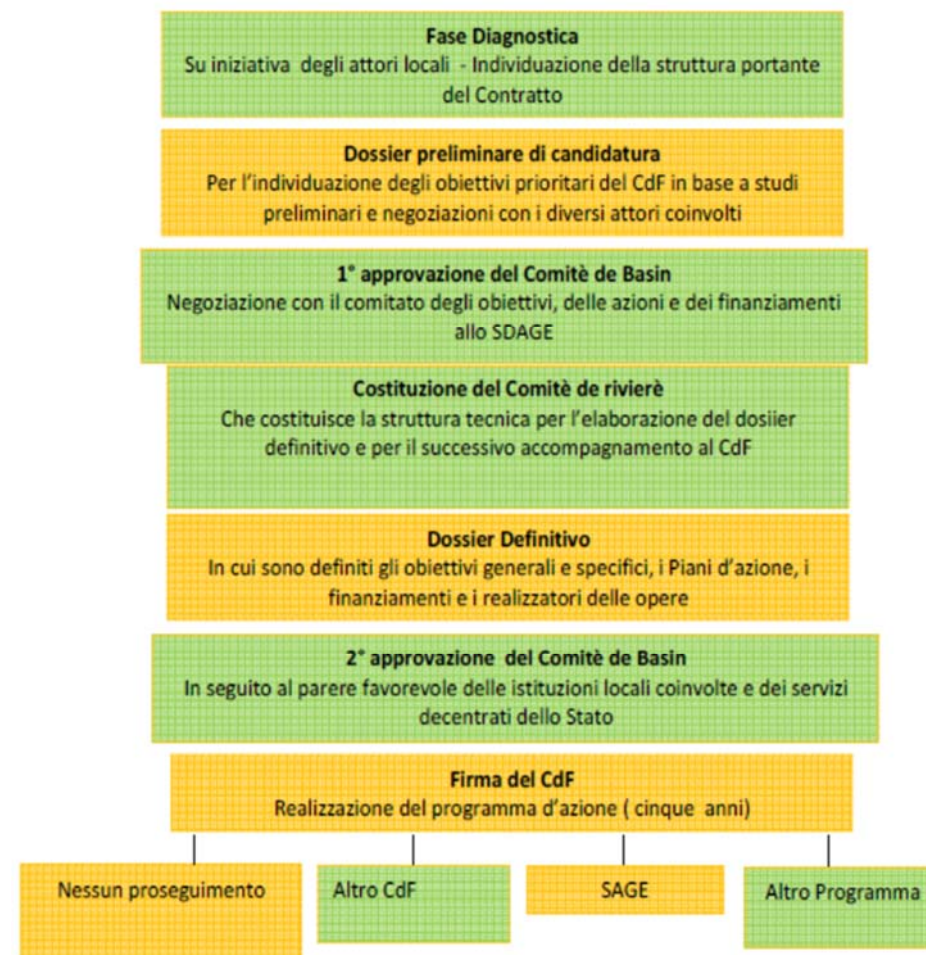 Fase Diagnostica
Su iniziativa degli attori locali - Individuazione della struttura portante
del Contratto
Dossier preliminare di candidatura
Per l'individuazione degli obiettivi prioritari del CdF in base a studi
preliminari e negoziazioni con i diversi attori coinvolti
1° approvazione del Comitè de Basin
Negoziazione con il comitato degli obiettivi, delle azioni e dei finanziamenti
allo SDAGE
Costituzione del Comitè de rivierè
Che costituisce la struttura tecnica per l'elaborazione del dosiier
definitivo e per il successivo accompagnamento al CdF
Dossier Definitivo
In cui sono definiti gli obiettivi generali e specifici, i Piani d'azione, i
finanziamenti e i realizzatori delle opere
2° approvazione del Comitè de Basin
In seguito al parere favorevole delle istituzioni locali coinvolte e dei servizi
decentrati dello Stato
Firma del CdF
Realizzazione del programma d'azione ( cinque anni)
Nessun proseguimento
Altro CdF
SAGE
Altro Programma